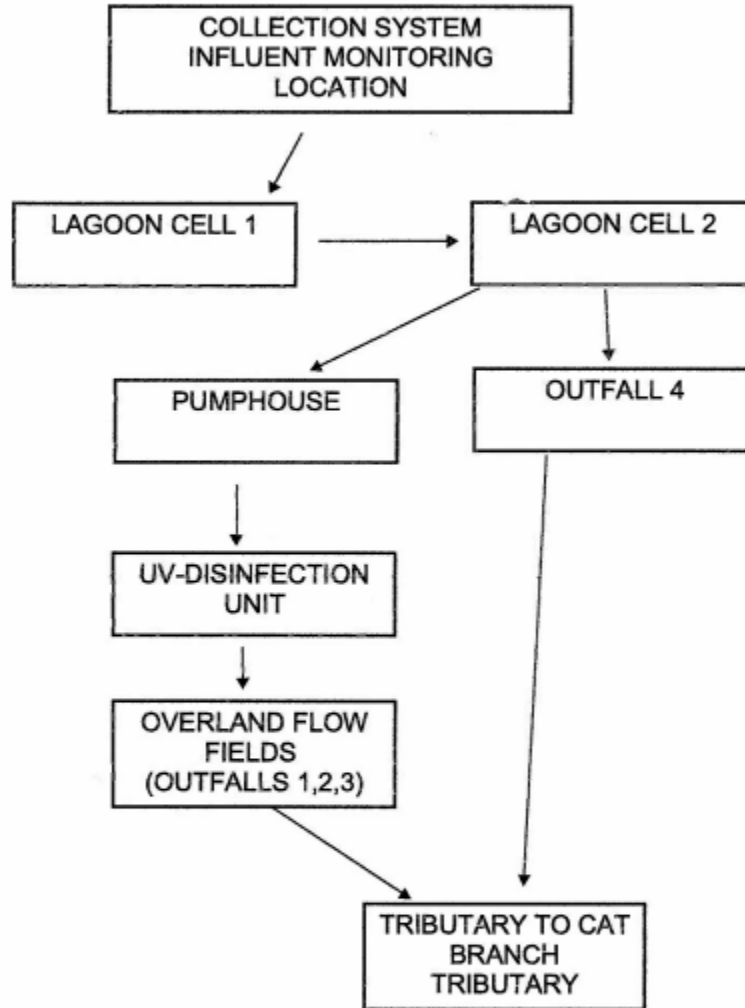 COLLECTION SYSTEM
INFLUENT MONITORING
LOCATION
LAGOON CELL 1
LAGOON CELL 2
PUMPHOUSE
OUTFALL 4
UV-DISINFECTION
UNIT
OVERLAND FLOW
FIELDS
(OUTFALLS 1,2,3)
TRIBUTARY TO CAT
BRANCH
TRIBUTARY